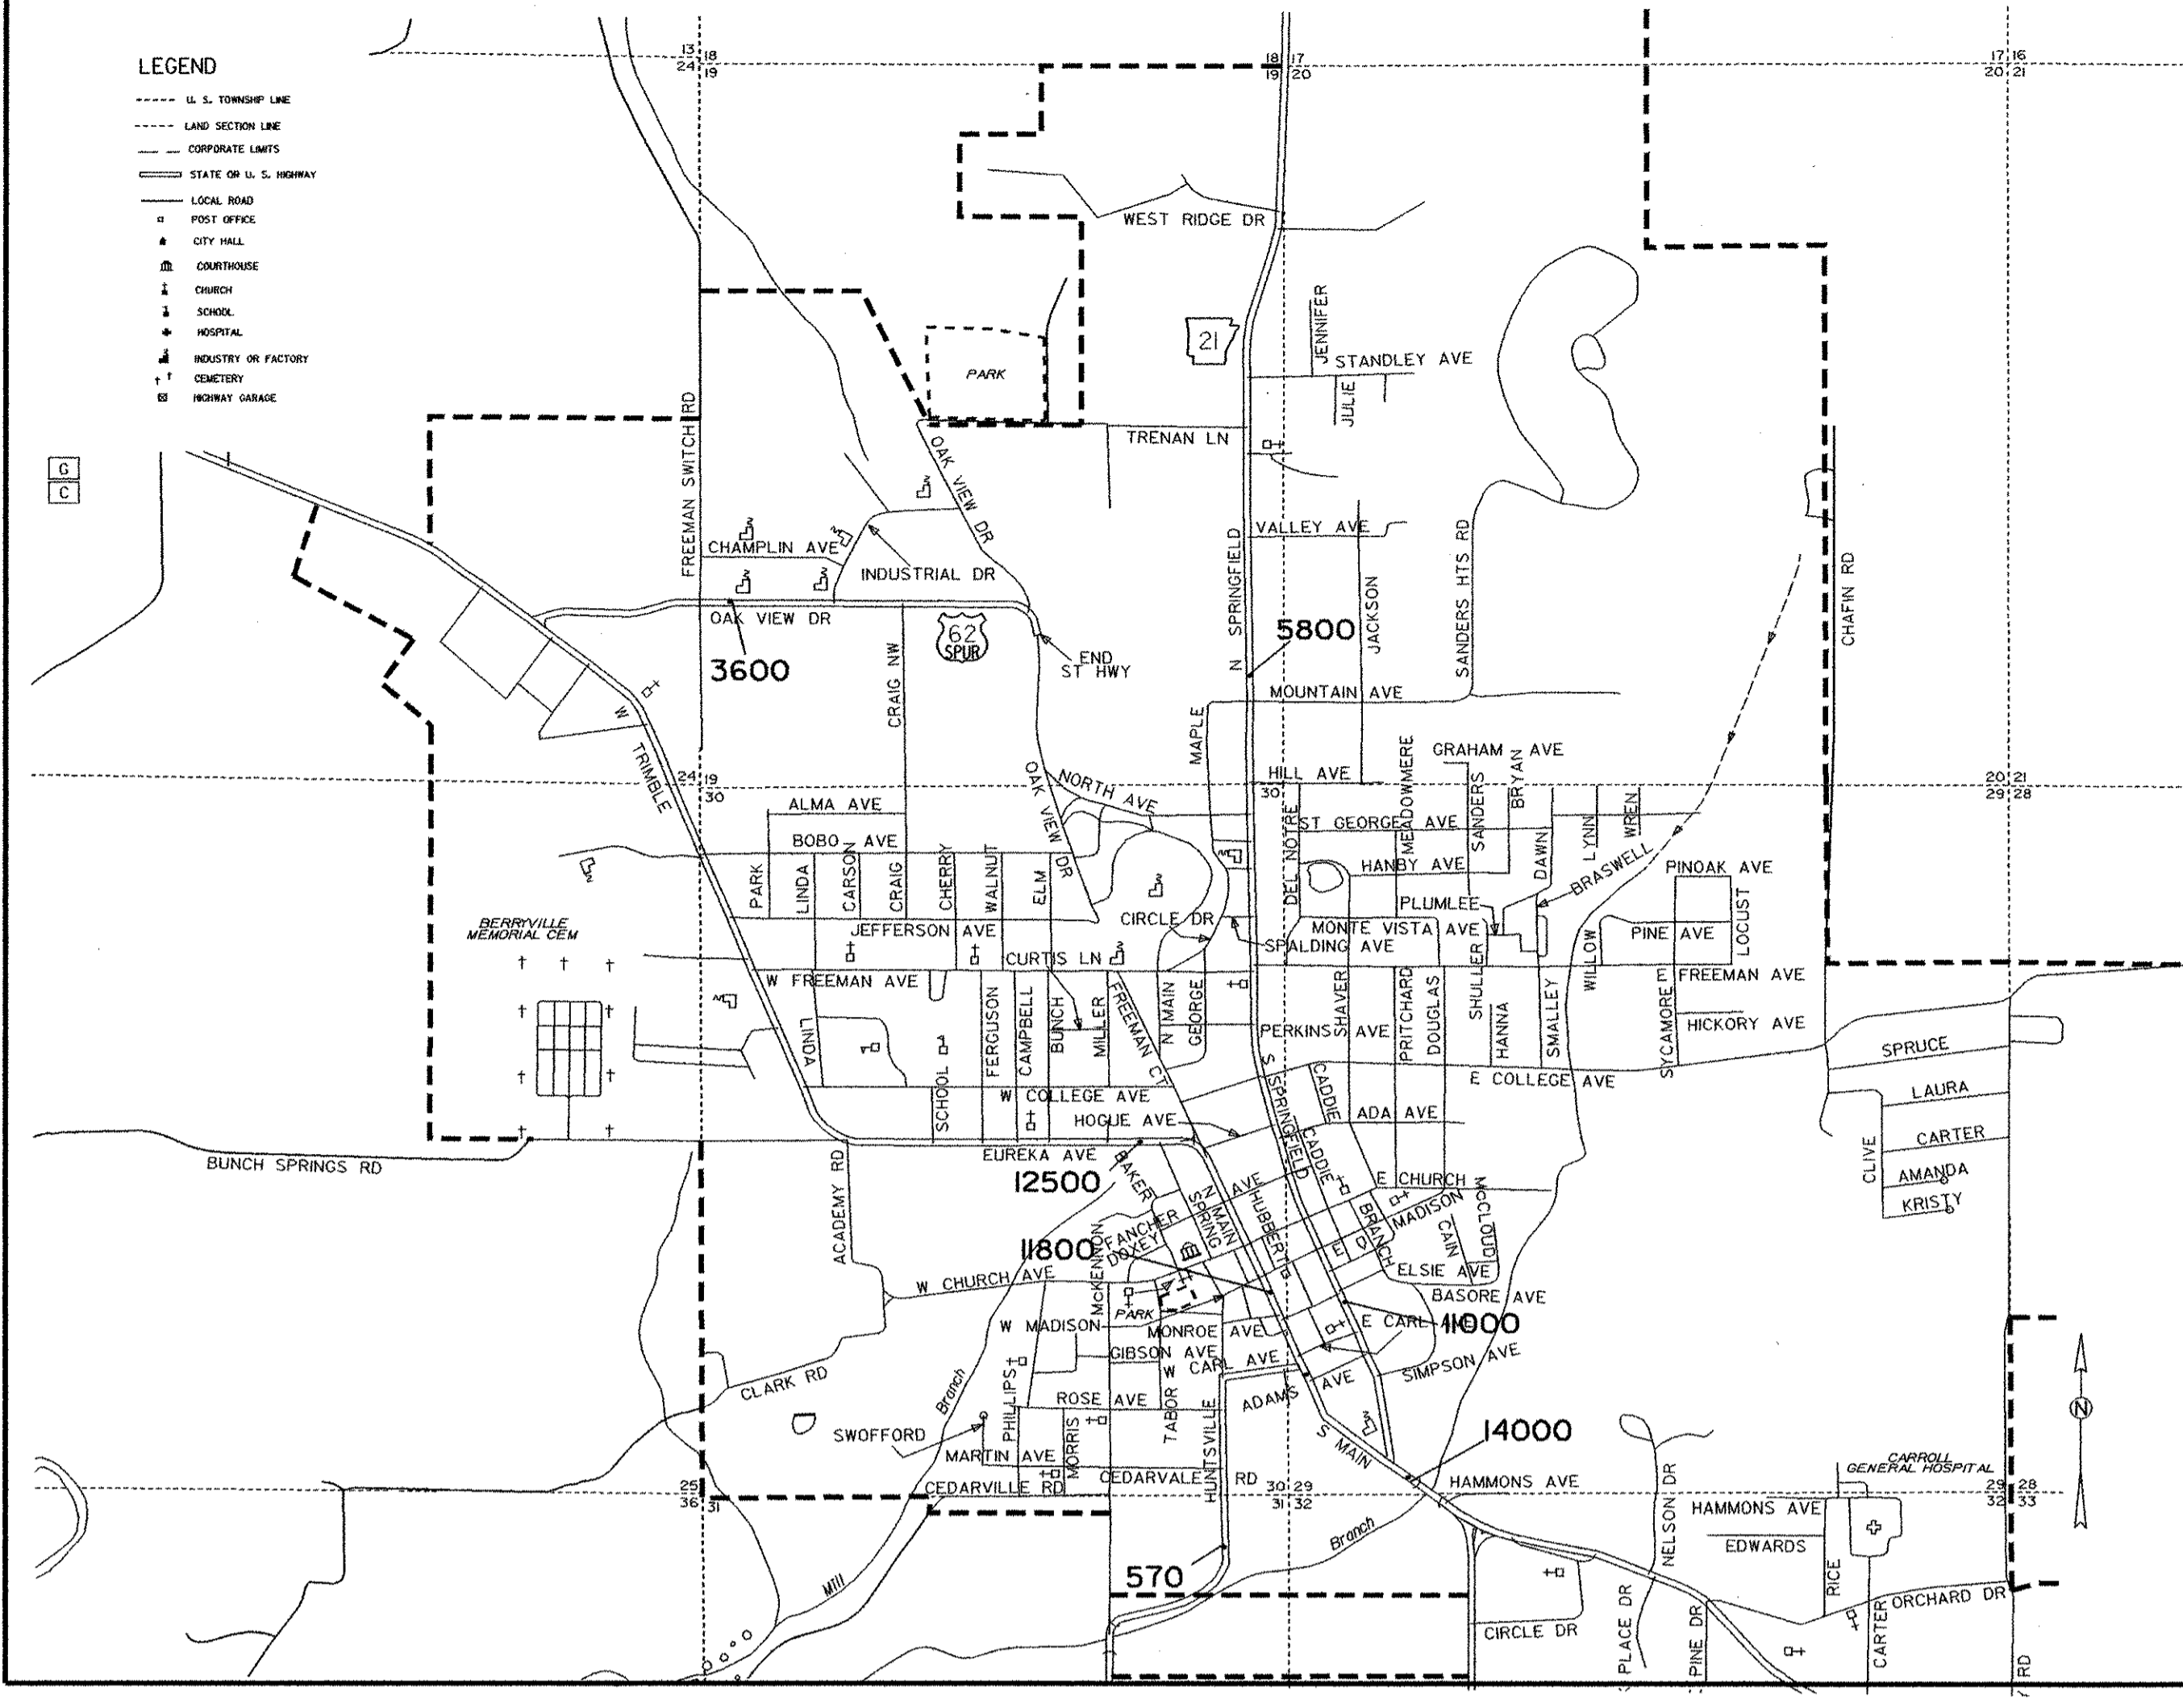 LEGEND
U. S. TOWNSHIP LINE
LAND SECTION LINE
CORPORATE LIMITS
STATE OR U. S. HIGHWAY
LOCAL ROAD
POST OFFICE
CITY HALL
COURTHOUSE
CHURCH
SCHOOL
HOSPITAL
INDUSTRY OR FACTORY
CEMETERY
HIGHWAY GARAGE
13 18
24 19
18 17
19 20
17 16
20 21
WEST RIDGE DR
21
JENNIFER
STANDLEY AVE
JULIE
PARK
TRENAN LN
FREEMAN SWITCH RD
OAK VIEW DR
G
C
CHAMPLIN AVE
INDUSTRIAL DR
OAK VIEW DR
62
SPUR
3600
CRAIG NW
END
ST HWY
N SPRINGFIELD
VALLEY AVE
JACKSON
SANDERS HTS RD
CHAFIN RD
5800
MOUNTAIN AVE
MAPLE
W TRIMBLE
24 19
30
OAK VIEW DR
NORTH AVE
HILL AVE
30
MEADOWMERE
GRAHAM AVE
SANDERS
BRYAN
20 21
29 28
ALMA AVE
BOBO AVE
DEL NOTRE
ST GEORGE AVE
DAWN
LYNN
WREN
HANBY AVE
BRASWELL
PINOAK AVE
PARK
LINDA
CARSON
CRAIG
CHERRY
WALNUT
ELM
PLUMLEE
CIRCLE DR
MONTE VISTA AVE
PINE AVE
LOCUST
BERRYVILLE
MEMORIAL CEM
JEFFERSON AVE
SPALDING AVE
CURTIS LN
W FREEMAN AVE
SHULLER
WILLOW
E FREEMAN AVE
LINDA
FERGUSON
CAMPBELL
BUNCH
MILLER
FREEMAN CT
N MAIN
GEORGE
PERKINS AVE
SHAVER
PRITCHARD
DOUGLAS
HANNA
SMALLEY
SYCAMORE
HICKORY AVE
SPRUCE
SCHOOL
W COLLEGE AVE
E COLLEGE AVE
LAURA
HOGUE AVE
S SPRINGFIELD
CADDIE
ADA AVE
CARTER
CLIVE
AMANDA
KRISTY
BUNCH SPRINGS RD
EUREKA AVE
12500
BAKER
ACADEMY RD
CADDIE
E CHURCH
AVE
MADISON
McCLOUD
CAIN
N MAIN
SPRING
HUBBERT
BRANCH
FANCHER
DOXEY
McKENNON
11800
E
ELSIE AVE
BASORE AVE
W CHURCH AVE
PARK
W MADISON
MONROE AVE
E CARL AVE
11000
GIBSON AVE
W CARL AVE
SIMPSON AVE
CLARK RD
Branch
PHILLIPS
ROSE AVE
TABOR
HUNTSVILLE
ADAMS AVE
SWOFFORD
MORRIS
S MAIN
14000
MARTIN AVE
CEDARVALE RD
CEDARVILLE RD
HAMMONS AVE
CARROLL
GENERAL HOSPITAL
25
36 31
30 29
31 32
29 28
32 33
NELSON DR
HAMMONS AVE
EDWARDS
Branch
570
Mill
RICE
PLACE DR
PINE DR
CARTER
ORCHARD DR
CIRCLE DR
RD
N